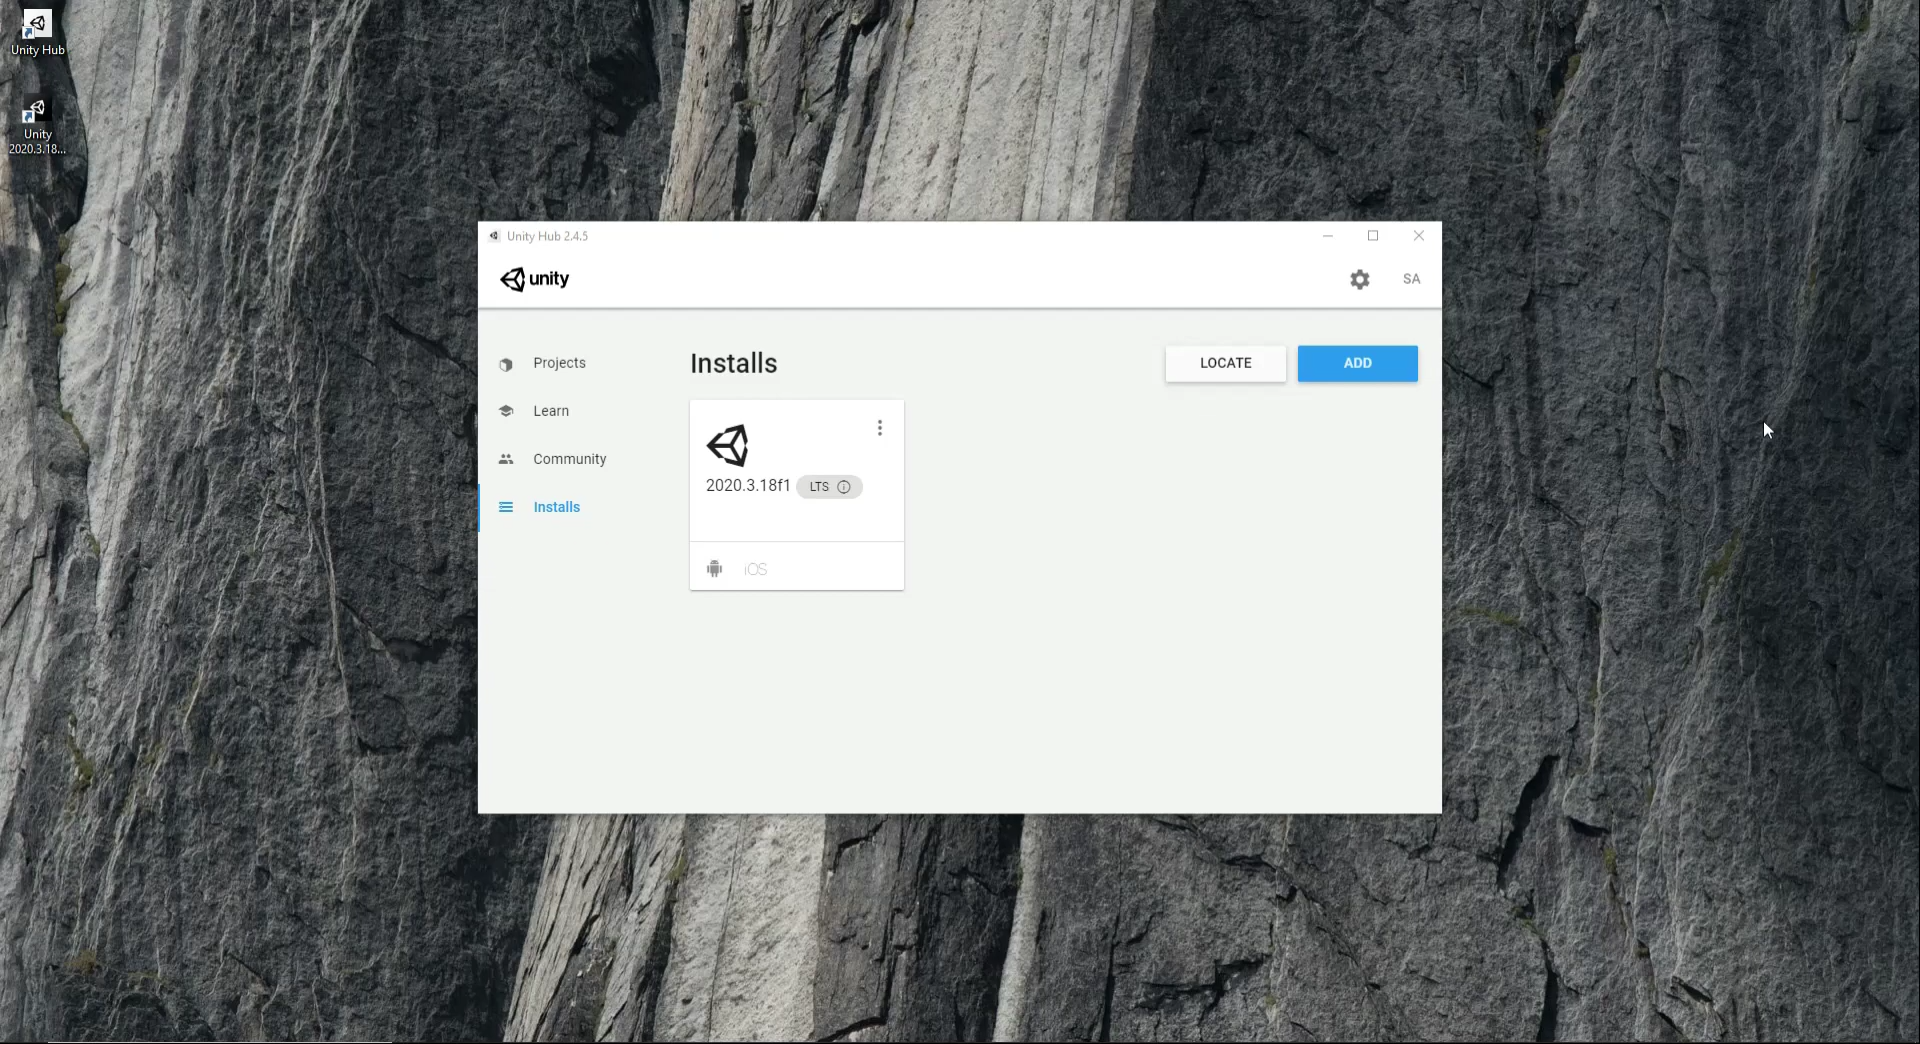 Unity Hub
Unity
2020.3.18...
Unity Hub 2.4.5
unity
SA
Projects
Learn
Community
Installs
Installs
LOCATE
ADD
2020.3.18f1
LTS
iOS